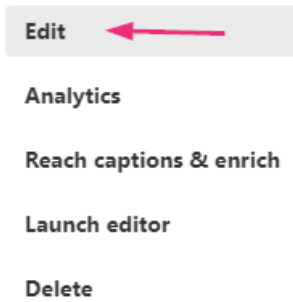 Edit
Analytics
Reach captions & enrich
Launch editor
Delete